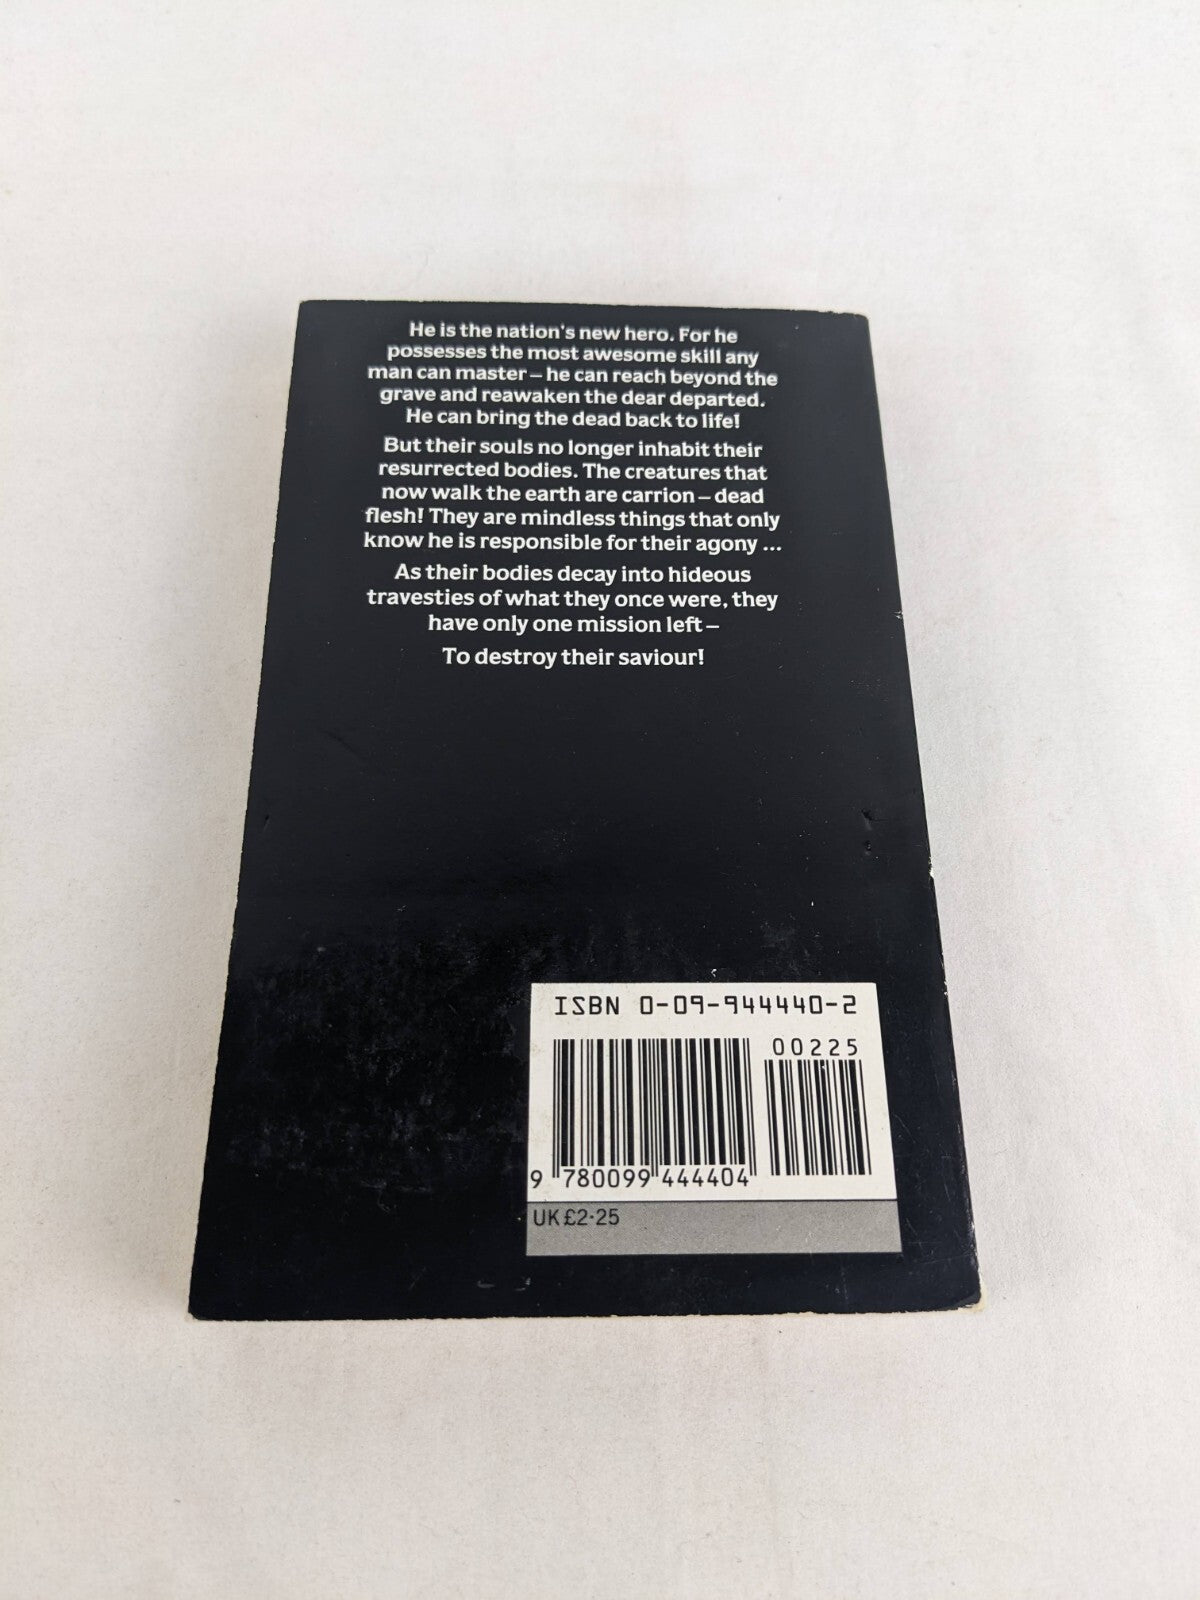 He is the nation's new hero. For he
possesses the most awesome skill any
man can master – he can reach beyond the
grave and reawaken the dear departed.
He can bring the dead back to life!
But their souls no longer inhabit their
resurrected bodies. The creatures that
now walk the earth are carrion – dead
flesh! They are mindless things that only
know he is responsible for their agony ...
As their bodies decay into hideous
travesties of what they once were, they
have only one mission left –
To destroy their saviour!
ISBN 0-09-944440-2
00225
9 780099 444404
UK £2·25